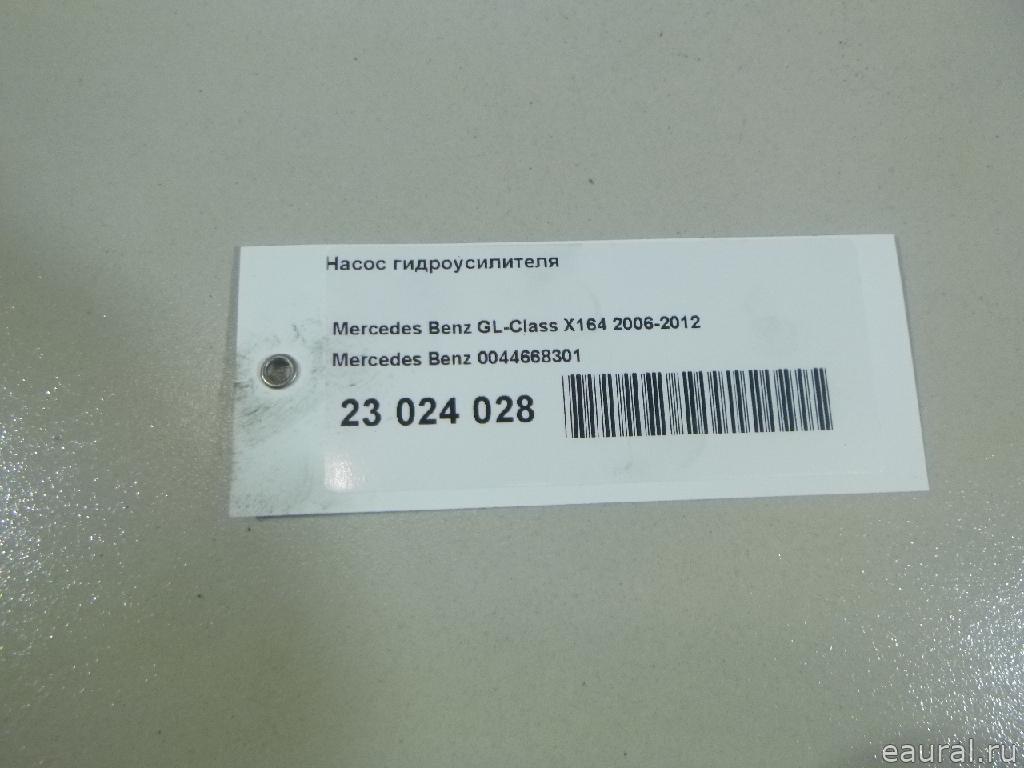 Насос гидроусилителя
Mercedes Benz GL-Class X164 2006-2012
Mercedes Benz 0044668301
23 024 028
eaural.ru